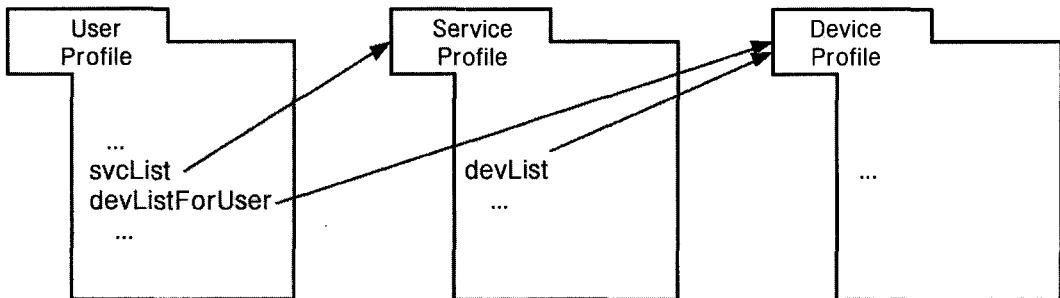 User
Profile
...
svcList
devListForUser
...
Service
Profile
devList
...
Device
Profile
...